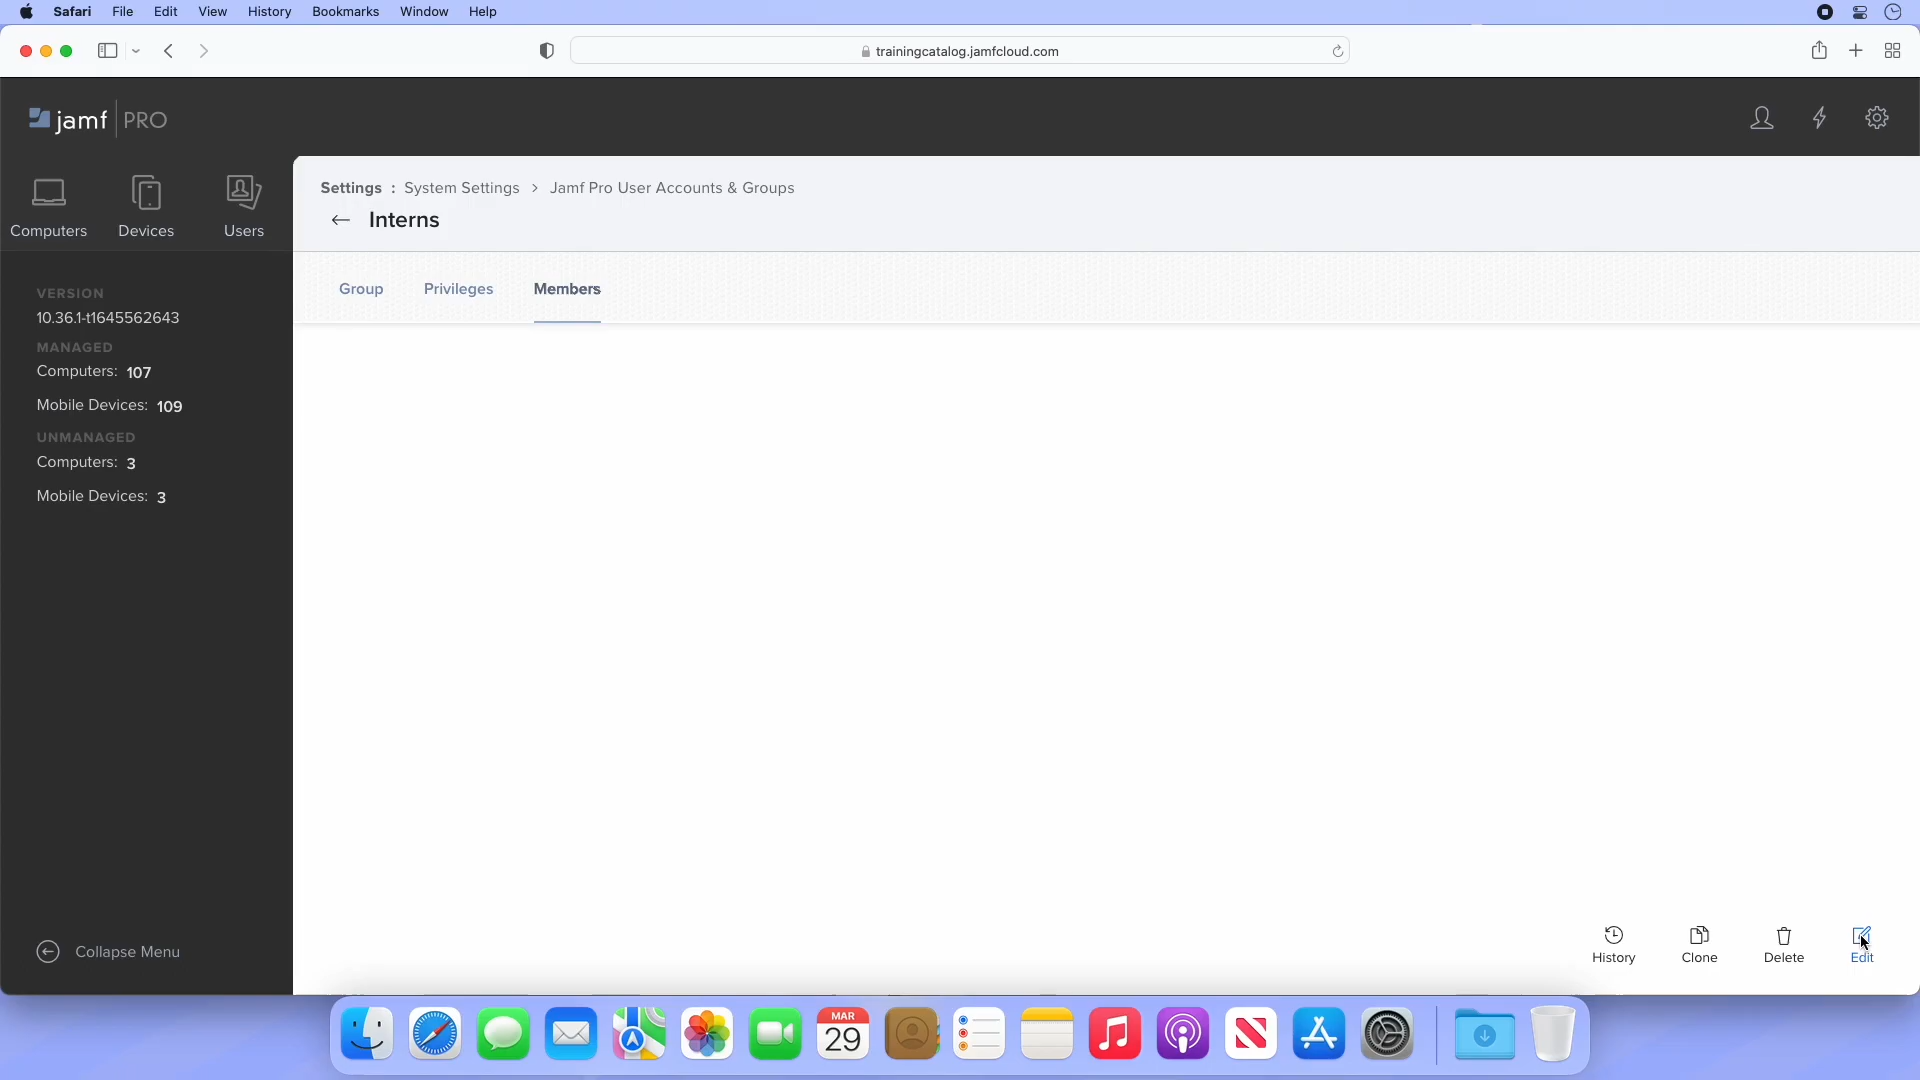 Safari File Edit View History Bookmarks Window Help
trainingcatalog.jamfcloud.com
jamf PRO
Computers Devices Users
VERSION
10.36.1-t1645562643
MANAGED
Computers: 107
Mobile Devices: 109
UNMANAGED
Computers: 3
Mobile Devices: 3
Collapse Menu
Settings : System Settings > Jamf Pro User Accounts & Groups
← Interns
Group Privileges Members
History Clone Delete Edit
MAR
29